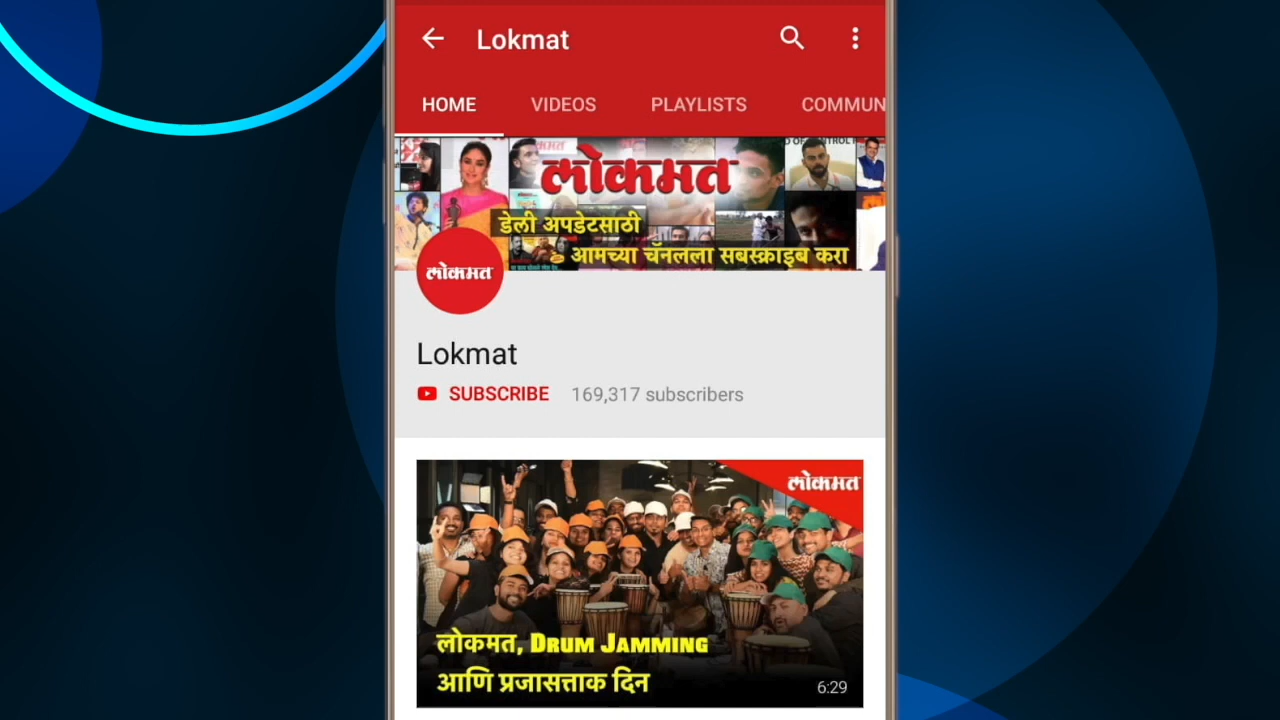 Lokmat
HOME VIDEOS PLAYLISTS COMMUN
लोकमत
डेली अपडेटसाठी
आमच्या चॅनलला सबस्क्राइब करा
लोकमत
Lokmat
SUBSCRIBE 169,317 subscribers
लोकमत
लोकमत, DRUM JAMMING
आणि प्रजासत्ताक दिन
6:29